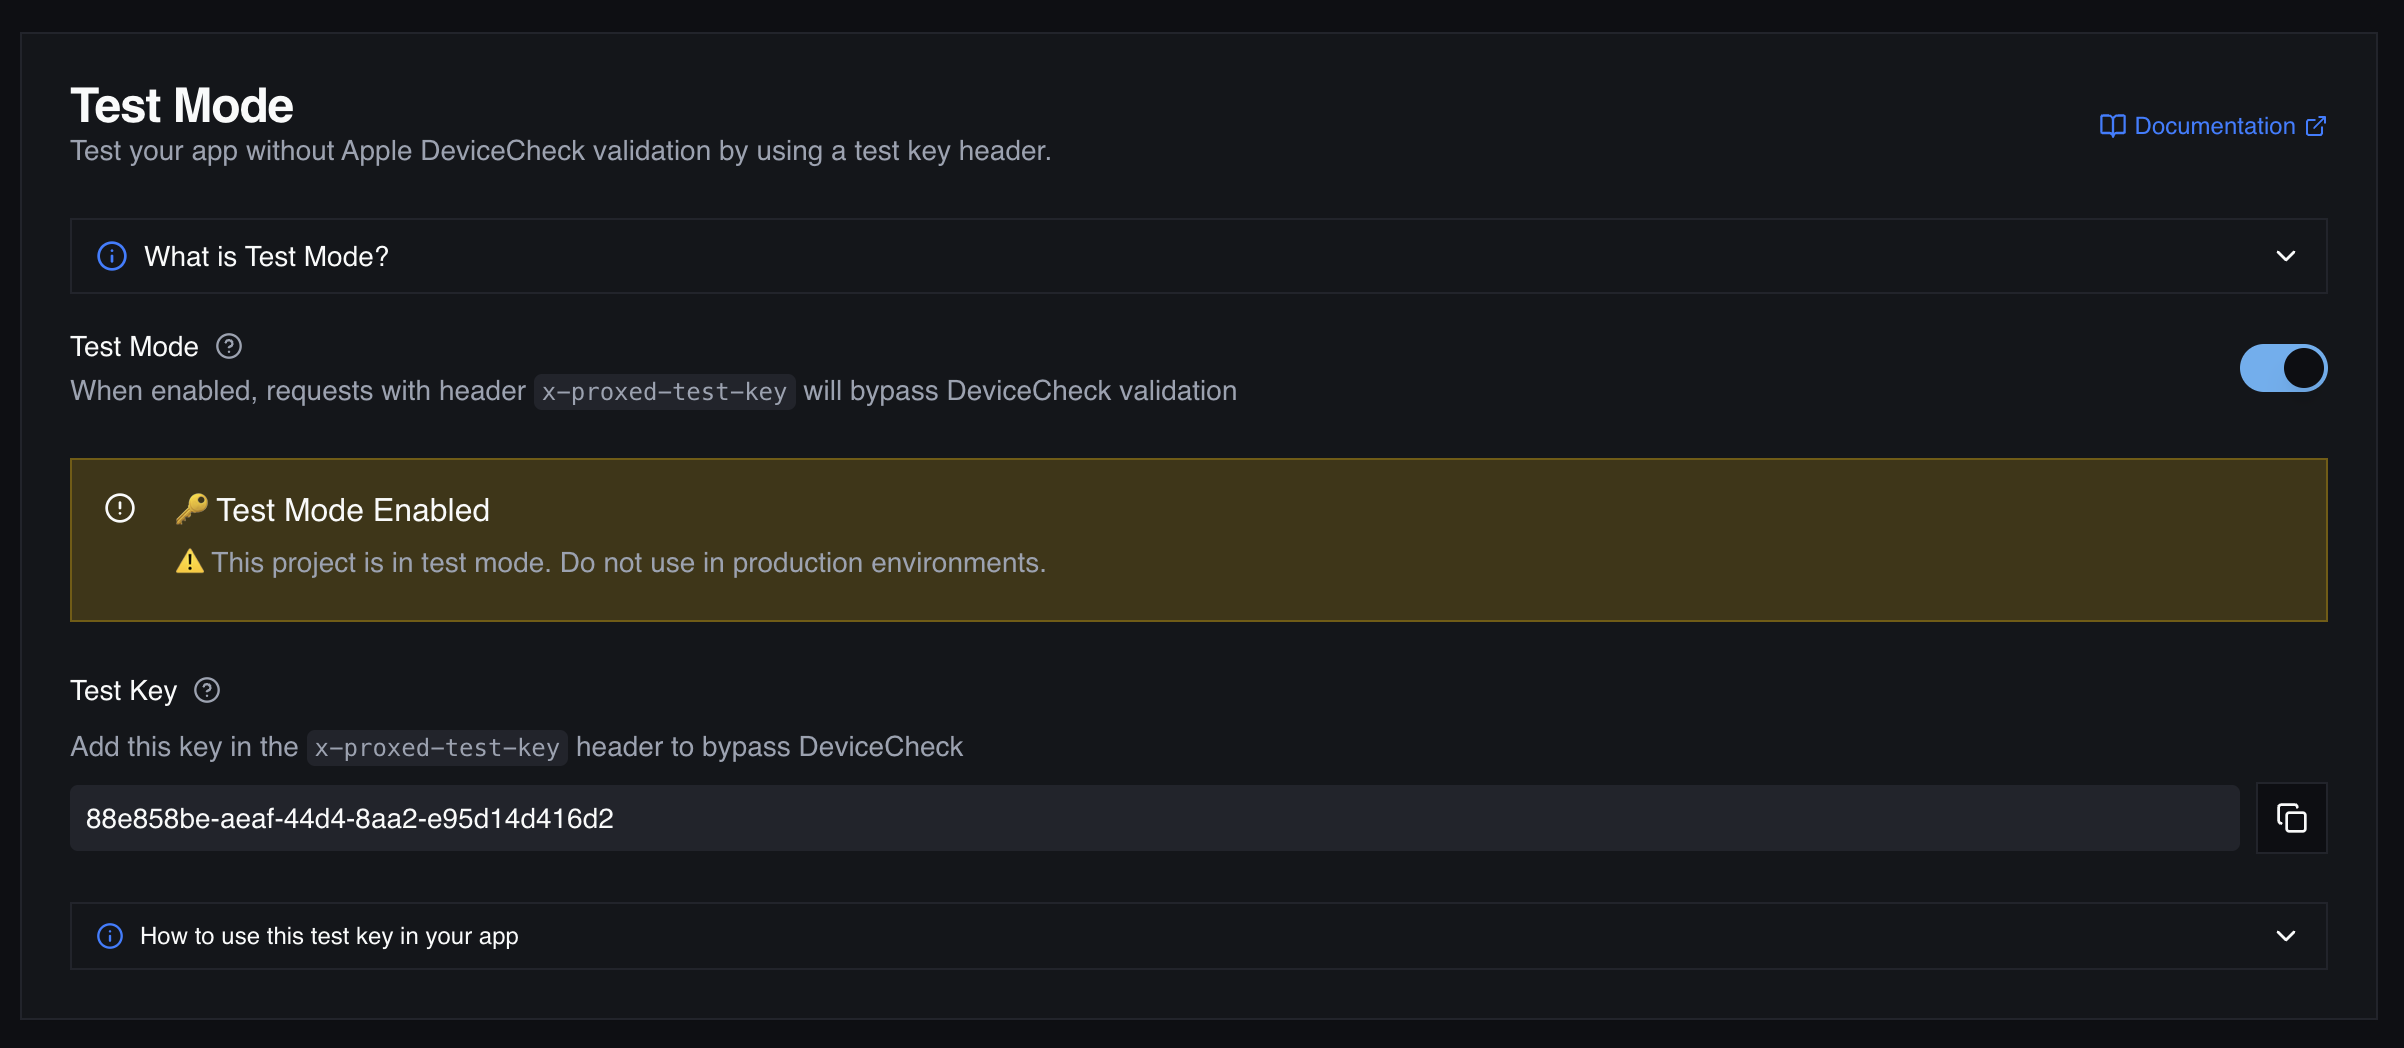 Test Mode
Test your app without Apple DeviceCheck validation by using a test key header.
Documentation
What is Test Mode?
Test Mode
When enabled, requests with header x-proxed-test-key will bypass DeviceCheck validation
🔑 Test Mode Enabled
⚠️ This project is in test mode. Do not use in production environments.
Test Key
Add this key in the x-proxed-test-key header to bypass DeviceCheck
88e858be-aeaf-44d4-8aa2-e95d14d416d2
How to use this test key in your app